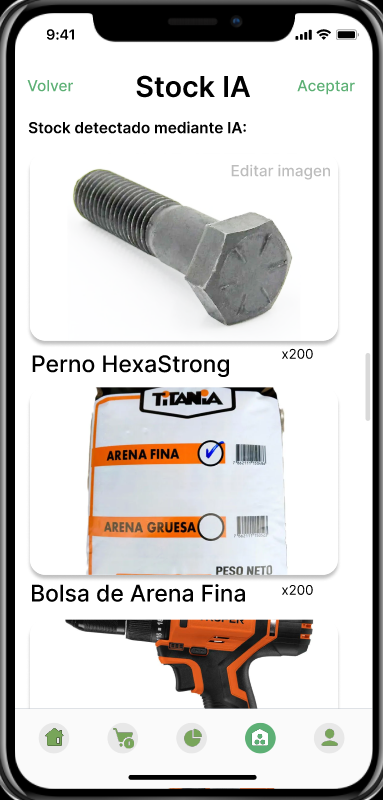 9:41
Volver
Stock IA
Aceptar
Stock detectado mediante IA:
Editar imagen
Perno HexaStrong
x200
TITANIA
ARENA FINA
ARENA GRUESA
PESO NETO
Bolsa de Arena Fina
x200